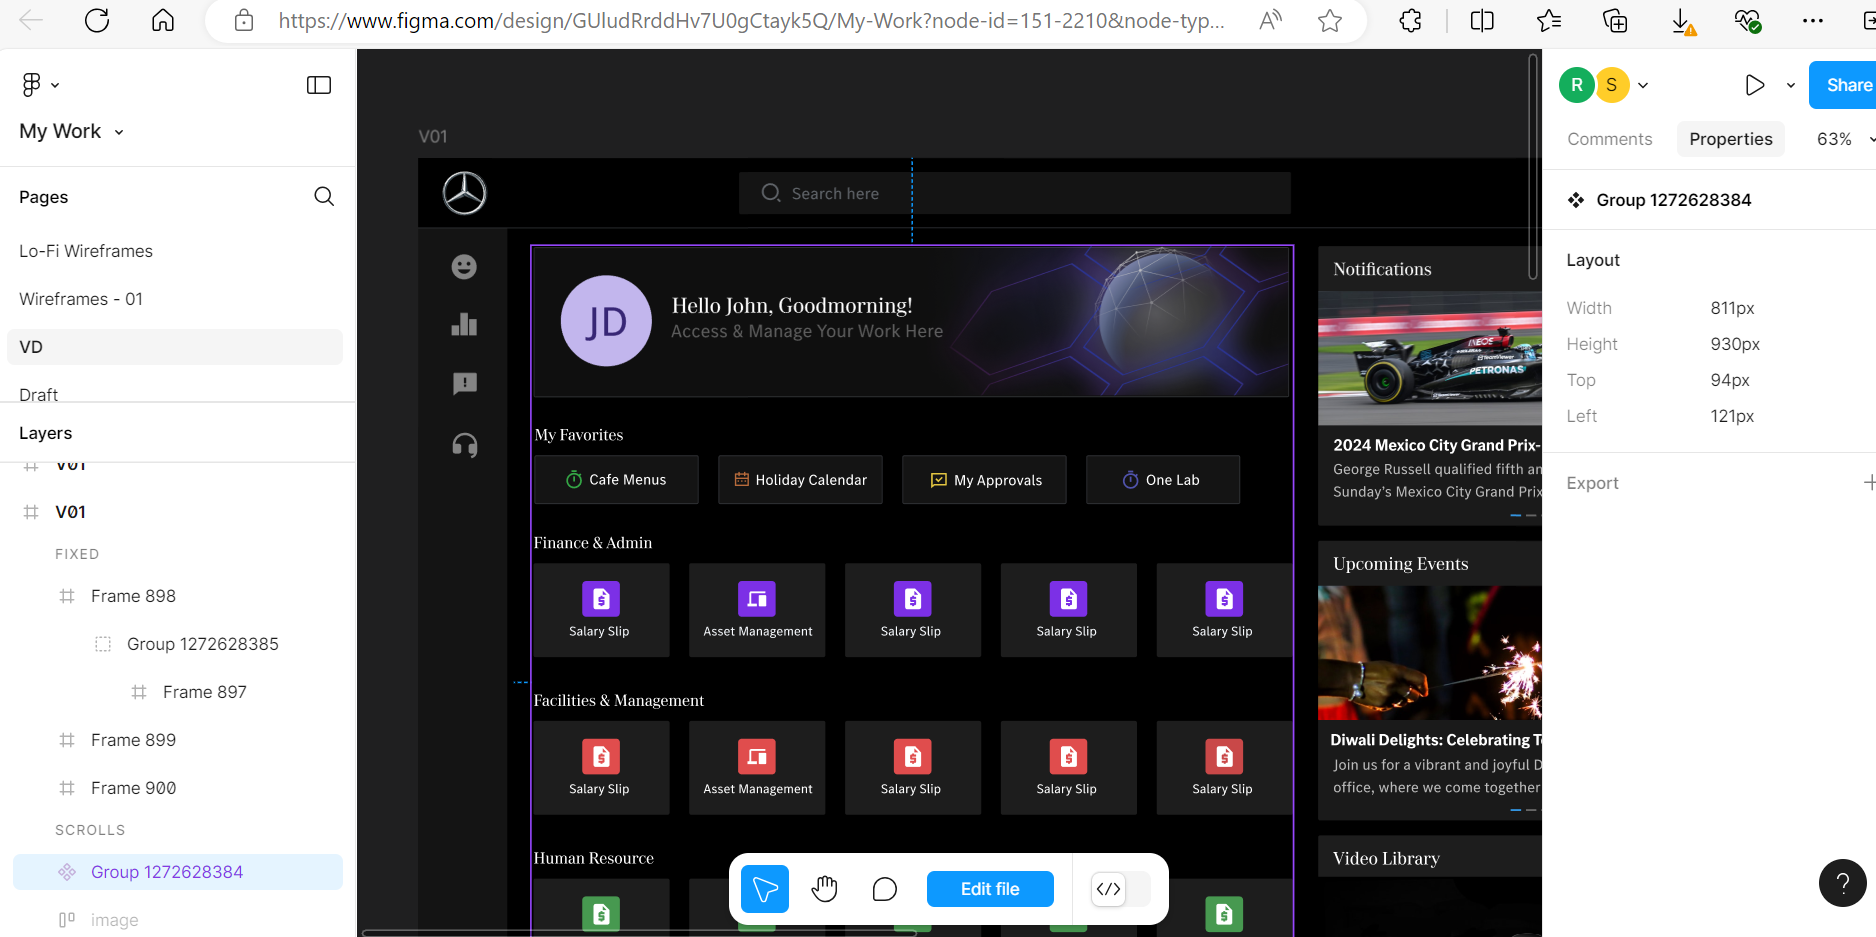 https://www.figma.com/design/GUludRrddHv7U0gCtayk5Q/My-Work?node-id=151-2210&node-typ...
My Work
Pages
Lo-Fi Wireframes
Wireframes - 01
VD
Draft
Layers
V01
V01
FIXED
Frame 898
Group 1272628385
Frame 897
Frame 899
Frame 900
SCROLLS
Group 1272628384
image
V01
Search here
JD
Hello John, Goodmorning!
Access & Manage Your Work Here
My Favorites
Cafe Menus
Holiday Calendar
My Approvals
One Lab
Finance & Admin
Salary Slip
Asset Management
Salary Slip
Salary Slip
Salary Slip
Facilities & Management
Salary Slip
Asset Management
Salary Slip
Salary Slip
Salary Slip
Human Resource
Edit file
Notifications
INEOS
TeamViewer
PETRONAS
2024 Mexico City Grand Prix-
George Russell qualified fifth an
Sunday's Mexico City Grand Prix
Upcoming Events
Diwali Delights: Celebrating T
Join us for a vibrant and joyful D
office, where we come together
Video Library
R
S
Share
Comments
Properties
63%
Group 1272628384
Layout
Width 811px
Height 930px
Top 94px
Left 121px
Export